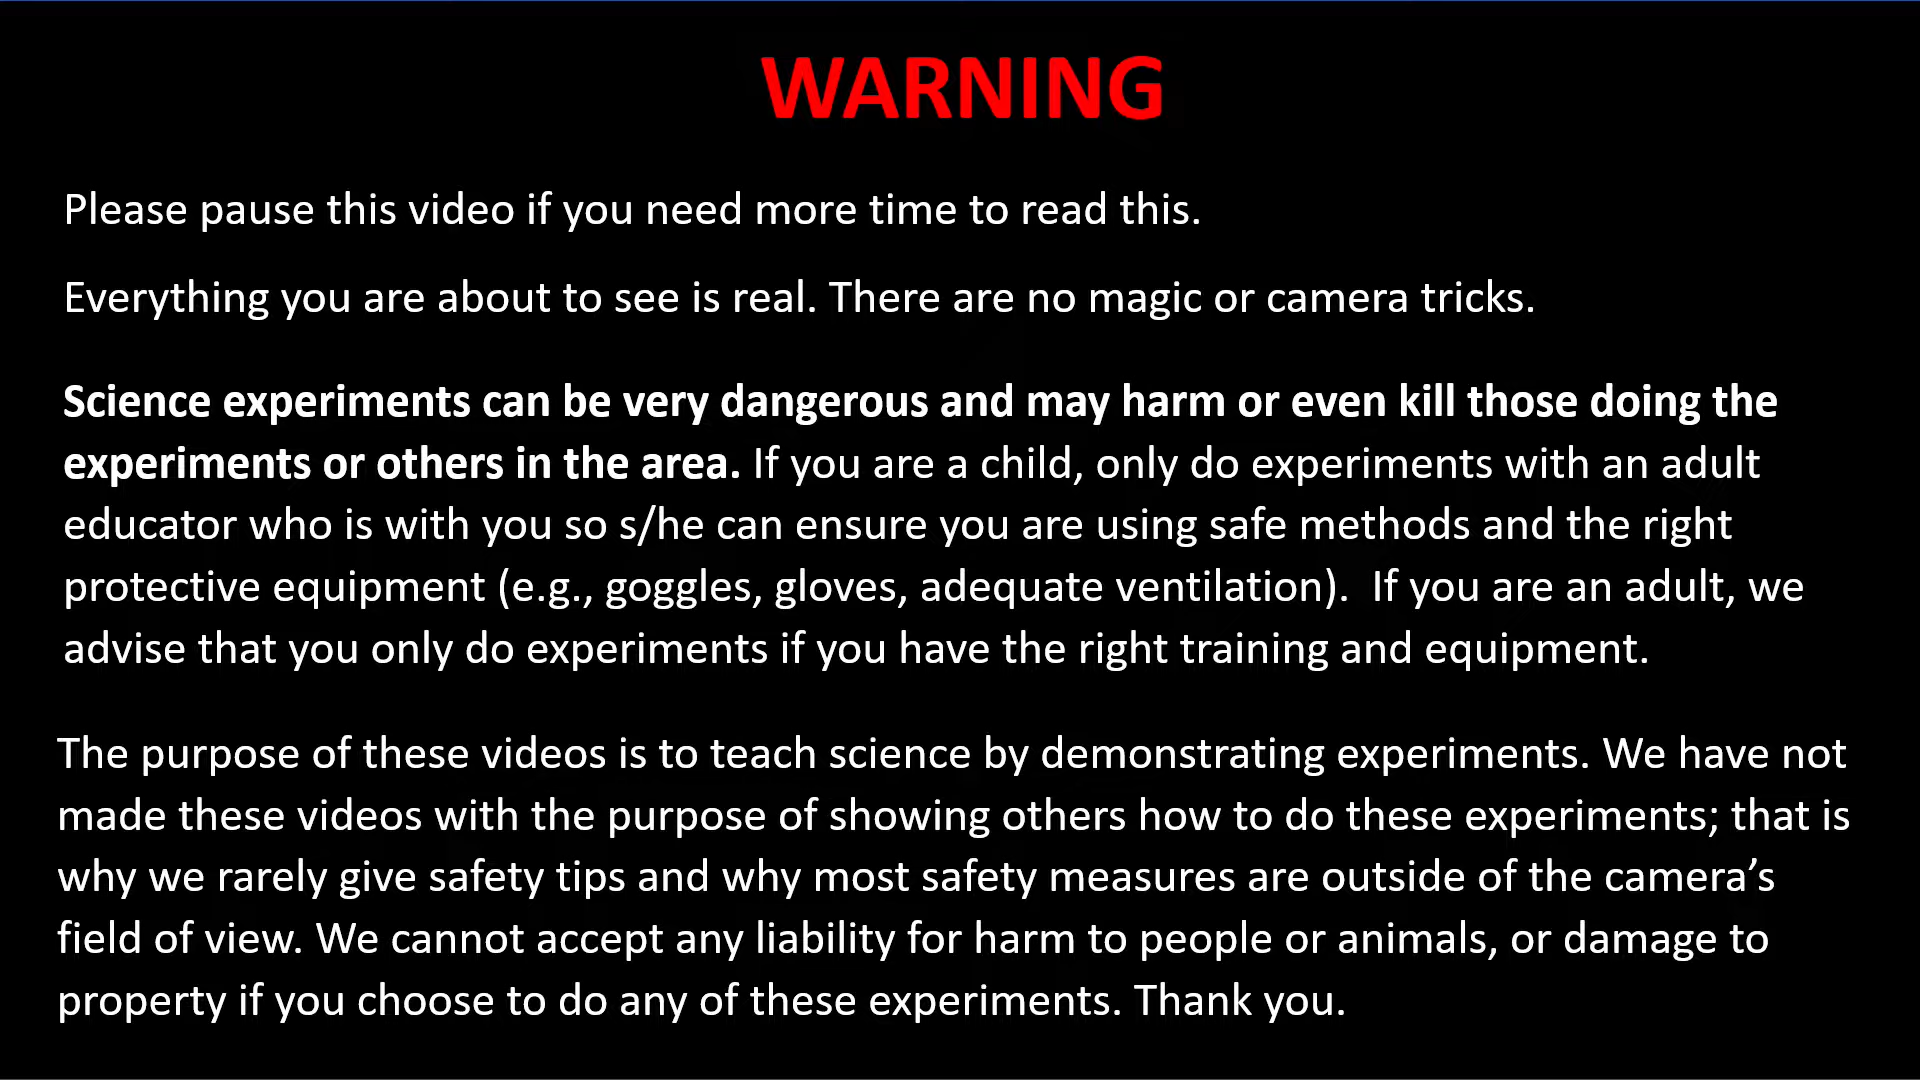 WARNING
Please pause this video if you need more time to read this.
Everything you are about to see is real. There are no magic or camera tricks.
Science experiments can be very dangerous and may harm or even kill those doing the
experiments or others in the area. If you are a child, only do experiments with an adult
educator who is with you so s/he can ensure you are using safe methods and the right
protective equipment (e.g., goggles, gloves, adequate ventilation).  If you are an adult, we
advise that you only do experiments if you have the right training and equipment.
The purpose of these videos is to teach science by demonstrating experiments. We have not
made these videos with the purpose of showing others how to do these experiments; that is
why we rarely give safety tips and why most safety measures are outside of the camera’s
field of view. We cannot accept any liability for harm to people or animals, or damage to
property if you choose to do any of these experiments. Thank you.